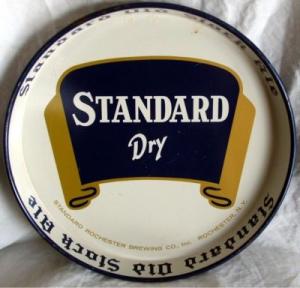 Standard Old Stock Ale
STANDARD
Dry
STANDARD ROCHESTER BREWING CO., Inc. ROCHESTER, N.Y.
Standard Old Stock Ale